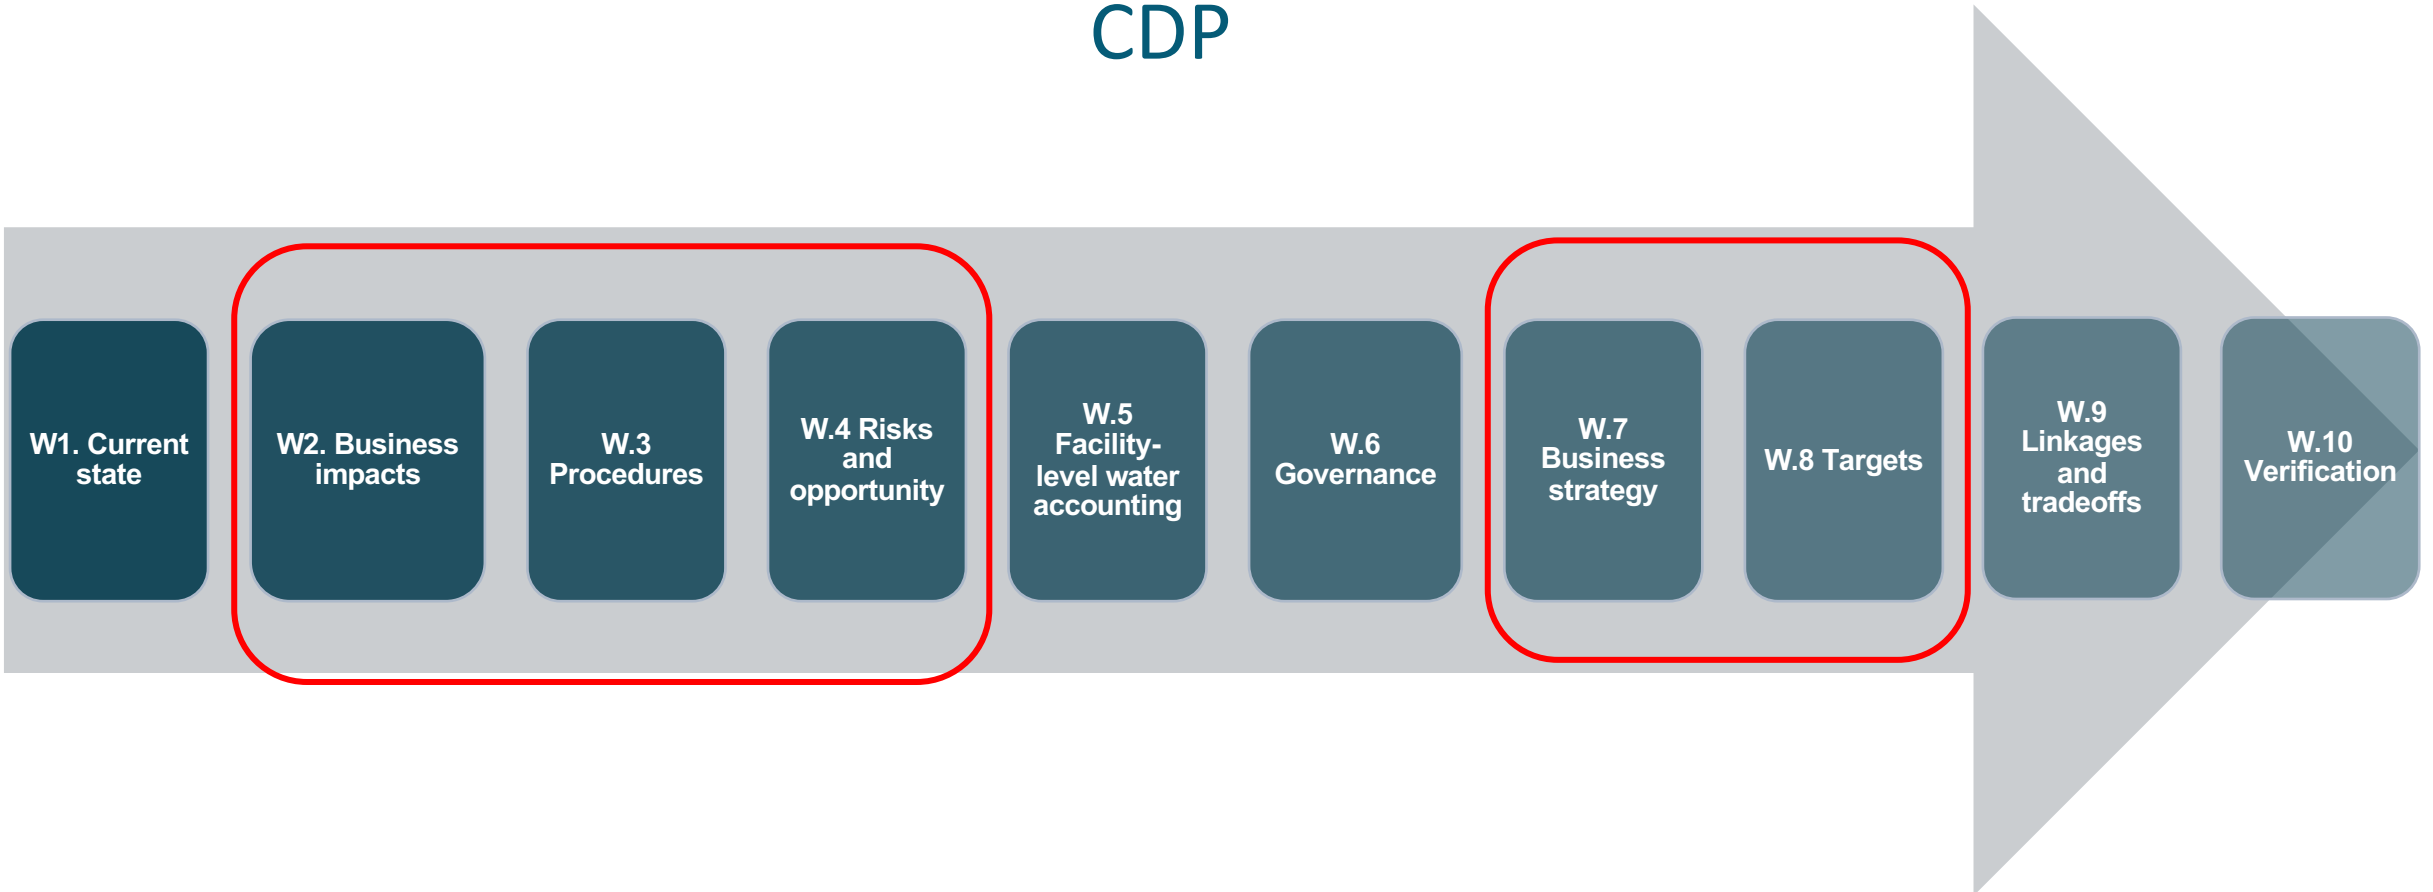 CDP
W1. Current
state
W2. Business
impacts
W.3
Procedures
W.4 Risks
and
opportunity
W.5
Facility-
level water
accounting
W.6
Governance
W.7
Business
strategy
W.8 Targets
W.9
Linkages
and
tradeoffs
W.10
Verification